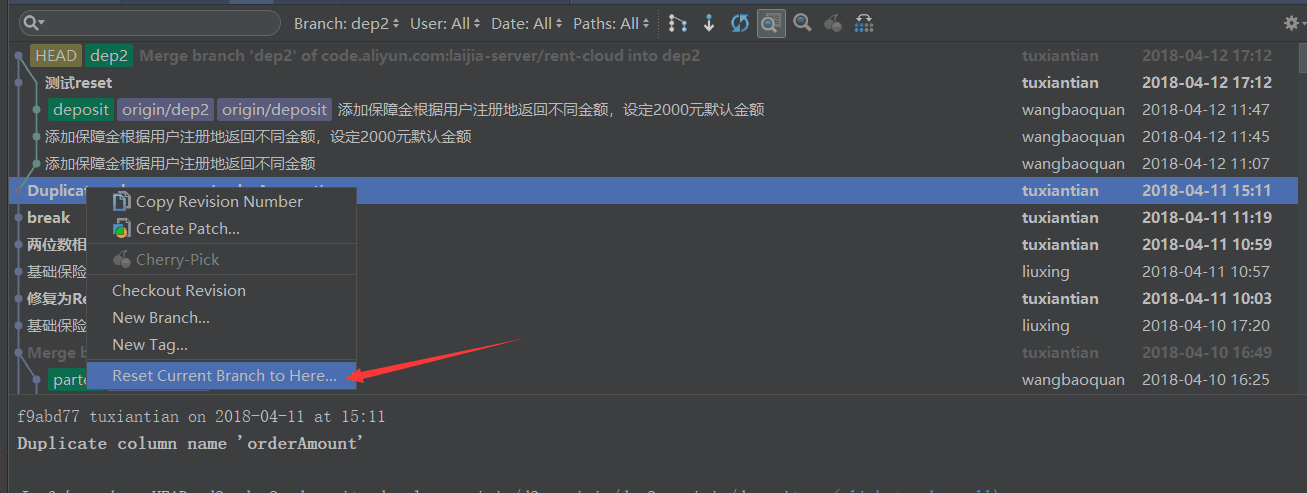 Branch: dep2 User: All Date: All Paths: All
HEAD dep2 Merge branch 'dep2' of code.aliyun.com:laijia-server/rent-cloud into dep2 tuxiantian 2018-04-12 17:12
测试reset tuxiantian 2018-04-12 17:12
deposit origin/dep2 origin/deposit 添加保障金根据用户注册地返回不同金额，设定2000元默认金额 wangbaoquan 2018-04-12 11:47
添加保障金根据用户注册地返回不同金额，设定2000元默认金额 wangbaoquan 2018-04-12 11:45
添加保障金根据用户注册地返回不同金额 wangbaoquan 2018-04-12 11:07
Duplicat tuxiantian 2018-04-11 15:11
break tuxiantian 2018-04-11 11:19
两位数相 tuxiantian 2018-04-11 10:59
基础保险 liuxing 2018-04-11 10:57
修复为Re tuxiantian 2018-04-11 10:03
基础保险 liuxing 2018-04-10 17:20
Merge b tuxiantian 2018-04-10 16:49
parte wangbaoquan 2018-04-10 16:25
Copy Revision Number
Create Patch...
Cherry-Pick
Checkout Revision
New Branch...
New Tag...
Reset Current Branch to Here...
f9abd77 tuxiantian on 2018-04-11 at 15:11
Duplicate column name 'orderAmount'